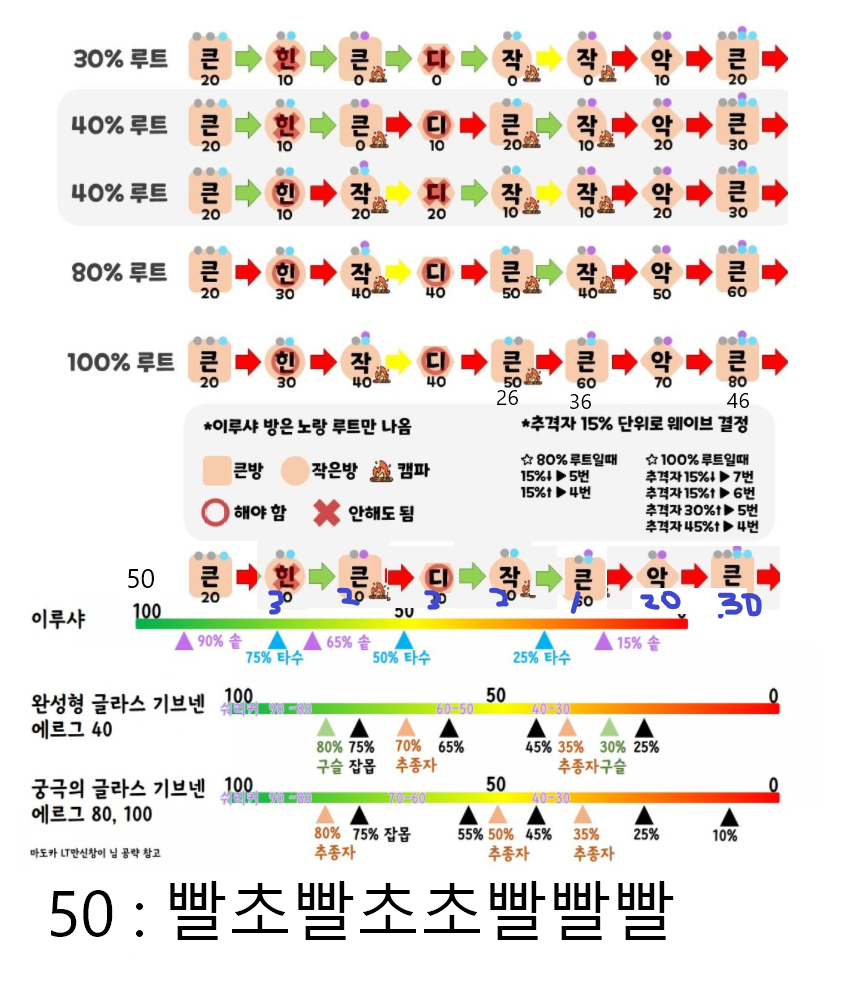 30% 루트 큰 힌 큰 디 작 작 악 큰
20 10 0 0 0 0 10 20
40% 루트 큰 힌 큰 디 큰 작 악 큰
20 10 0 10 20 10 20 30
40% 루트 큰 힌 작 디 작 작 악 큰
20 10 20 20 10 10 20 30
80% 루트 큰 힌 작 디 큰 작 악 큰
20 30 40 40 50 40 50 60
100% 루트 큰 힌 작 디 큰 큰 악 큰
20 30 40 40 50 60 70 80
26 36 46
*이루샤 방은 노랑 루트만 나옴
큰방 작은방 캠파
해야 함 안해도 됨
*추격자 15% 단위로 웨이브 결정
☆ 80% 루트일때
15%↓ ▶ 5번
15%↑ ▶ 4번
☆ 100% 루트일때
추격자 15%↓ ▶ 7번
추격자 15%↑ ▶ 6번
추격자 30%↑ ▶ 5번
추격자 45%↑ ▶ 4번
50 큰 힌 큰 디 작 큰 악 큰
20 3 2 3 2 1 20 30
이루샤
100 50
90% 솥 65% 솥 15% 솥
75% 타수 50% 타수 25% 타수
완성형 글라스 기브넨
에르그 40
100 50 0
90-80 60-50 40-30
80% 75% 70% 65% 45% 35% 30% 25%
구슬 잡몹 추종자 추종자 구슬
궁극의 글라스 기브넨
에르그 80, 100
100 50 0
90-80 70-60 40-30
80% 75% 잡몹 55% 50% 45% 35% 25% 10%
추종자 추종자 추종자
마도카 LT만신창이 님 공략 참고
50 : 빨초빨초초빨빨빨